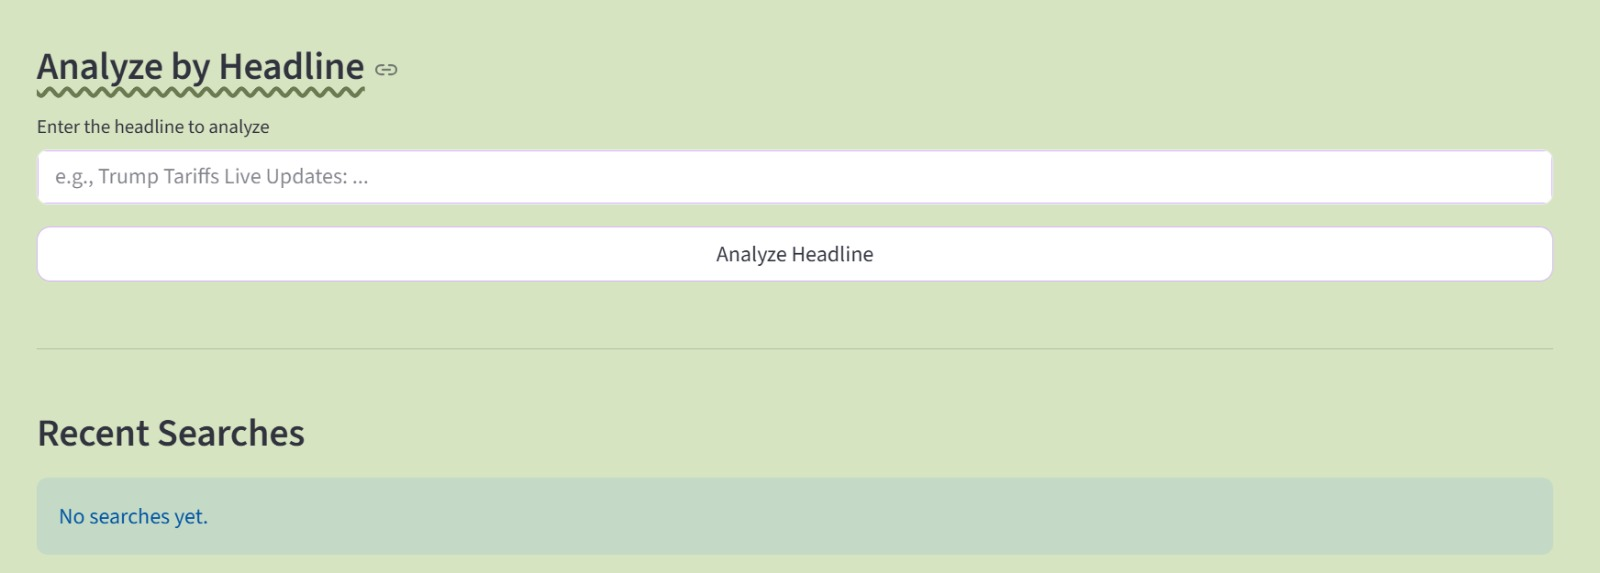 Analyze by Headline
Enter the headline to analyze
e.g., Trump Tariffs Live Updates: ...
Analyze Headline
Recent Searches
No searches yet.